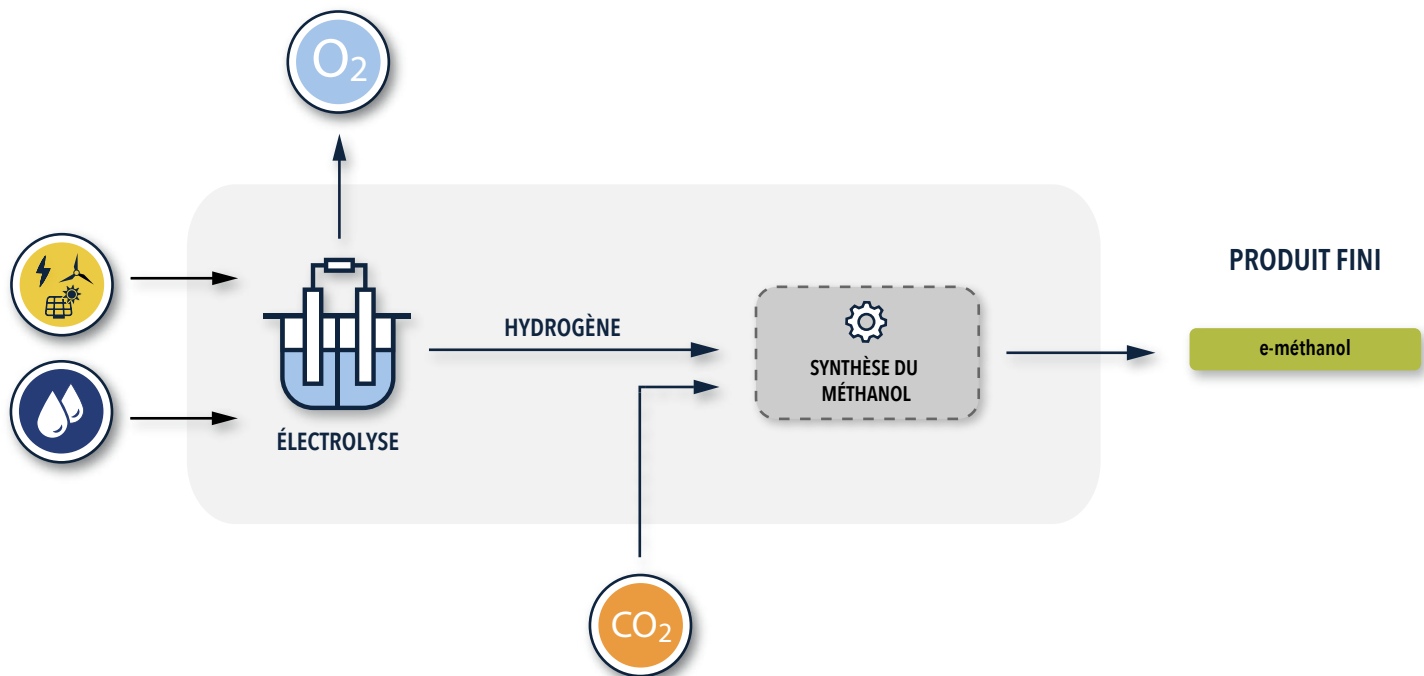 O₂
PRODUIT FINI
HYDROGÈNE
e-méthanol
SYNTHÈSE DU
MÉTHANOL
ÉLECTROLYSE
CO₂